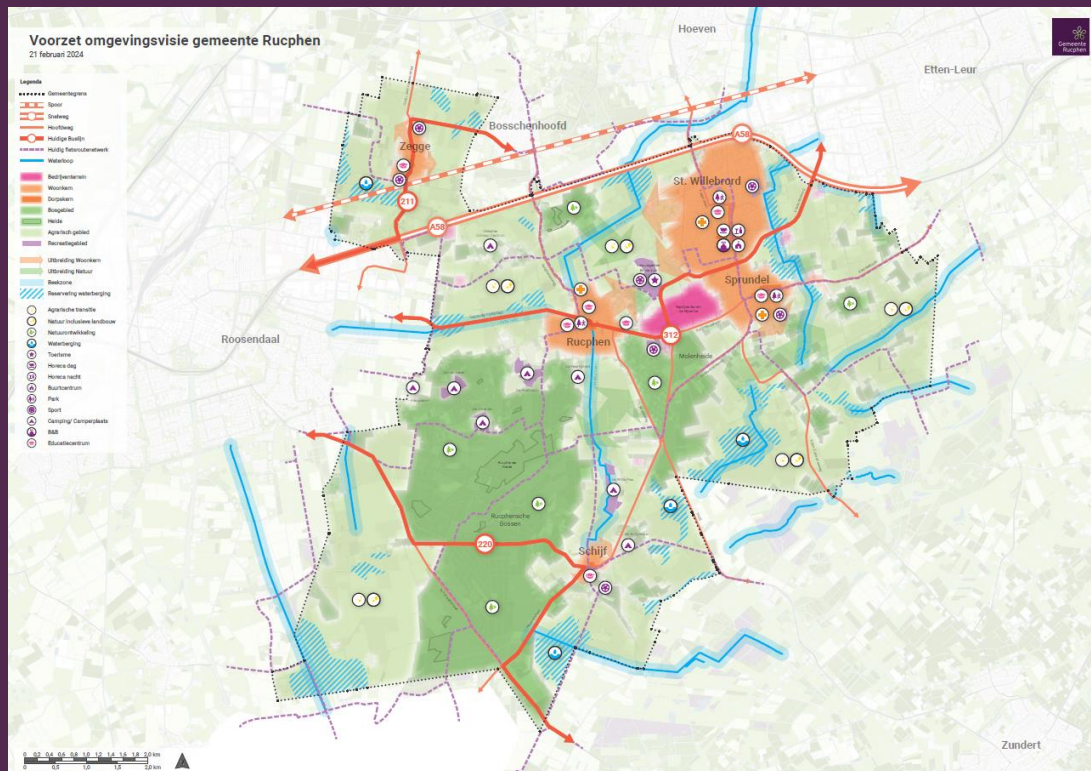 Voorzet omgevingsvisie gemeente Rucphen
21 februari 2024
Gemeente
Rucphen
Legenda
Gemeentegrens
Spoor
Snelweg
Hoofdweg
Huidige Buslijn
Huidig fietsroutenetwerk
Waterloop
Bedrijventerrein
Woonkern
Dorpskern
Bosgebied
Heide
Agrarisch gebied
Recreatiegebied
Uitbreiding Woonkern
Uitbreiding Natuur
Beekzone
Reservering waterberging
Agrarische transitie
Natuur inclusieve landbouw
Natuurontwikkeling
Waterberging
Toerisme
Horeca dag
Horeca nacht
Buurtcentrum
Park
Sport
Camping/ Camperplaats
B&B
Educatiecentrum
Hoeven
Etten-Leur
Bosschenhoofd
Zegge
A58
St. Willebrord
211
A58
Sprundel
Roosendaal
Rucphen
312
Molenheide
Rucphense
Bossen
220
Schijf
Zundert
0 0,2 0,4 0,6 0,8 1,0 1,2 1,4 1,6 1,8 2,0 km
0 0,5 1,0 1,5 2,0 km